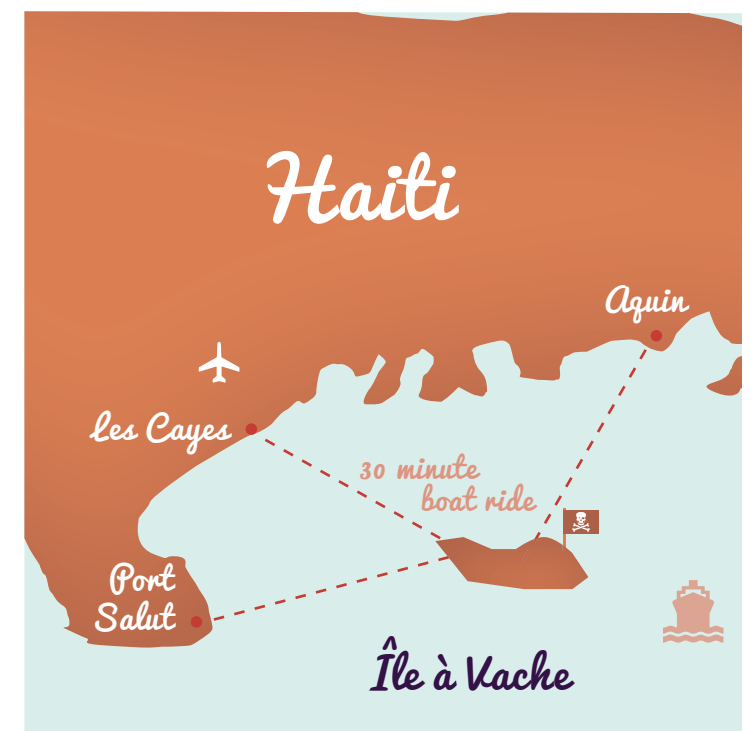 Haiti
Aquin
Les Cayes
30 minute
boat ride
Port
Salut
Île à Vache